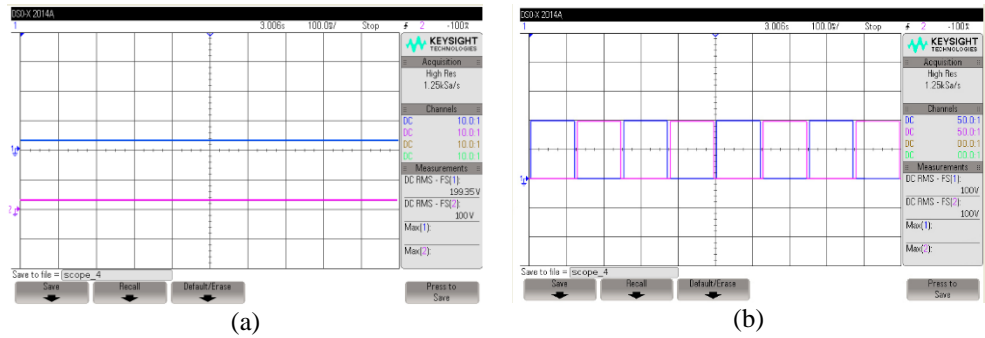 DSO-X 2014A
1 3.006s 100.0s/ Stop 2 -100%
KEYSIGHT
TECHNOLOGIES
Acquisition
High Res
1.25kSa/s
Channels
DC 10.0:1
DC 10.0:1
DC 10.0:1
DC 10.0:1
Measurements
DC RMS - FS(1):
199.35V
DC RMS - FS(2):
100V
Max(1):
Max(2):
Save to file = scope_4
Save Recall Default/Erase Press to
Save
(a)
DSO-X 2014A
1 3.006s 100.0s/ Stop 2 -100%
KEYSIGHT
TECHNOLOGIES
Acquisition
High Res
1.25kSa/s
Channels
DC 50.0:1
DC 50.0:1
DC 00.0:1
DC 00.0:1
Measurements
DC RMS - FS(1):
100V
DC RMS - FS(2):
100V
Max(1):
Max(2):
Save to file = scope_4
Save Recall Default/Erase Press to
Save
(b)